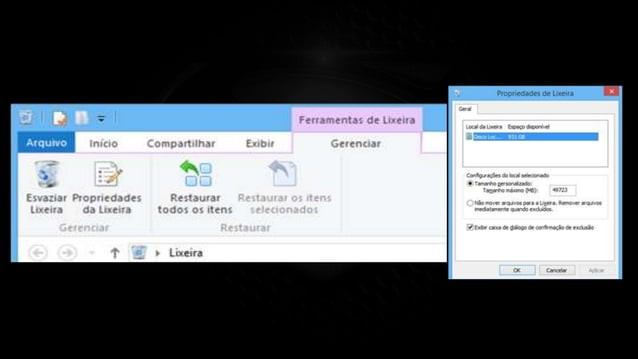 Ferramentas de Lixeira
Arquivo Início Compartilhar Exibir Gerenciar
Esvaziar Lixeira
Propriedades da Lixeira
Restaurar todos os itens
Restaurar os itens selecionados
Gerenciar Restaurar
Lixeira
Propriedades de Lixeira
Geral
Local da Lixeira Espaço disponível
Disco Loc... 931 GB
Configurações do local selecionado
Tamanho personalizado:
Tamanho máximo (MB): 49723
Não mover arquivos para a Lixeira. Remover arquivos
imediatamente quando excluídos.
Exibir caixa de diálogo de confirmação de exclusão
OK Cancelar Aplicar